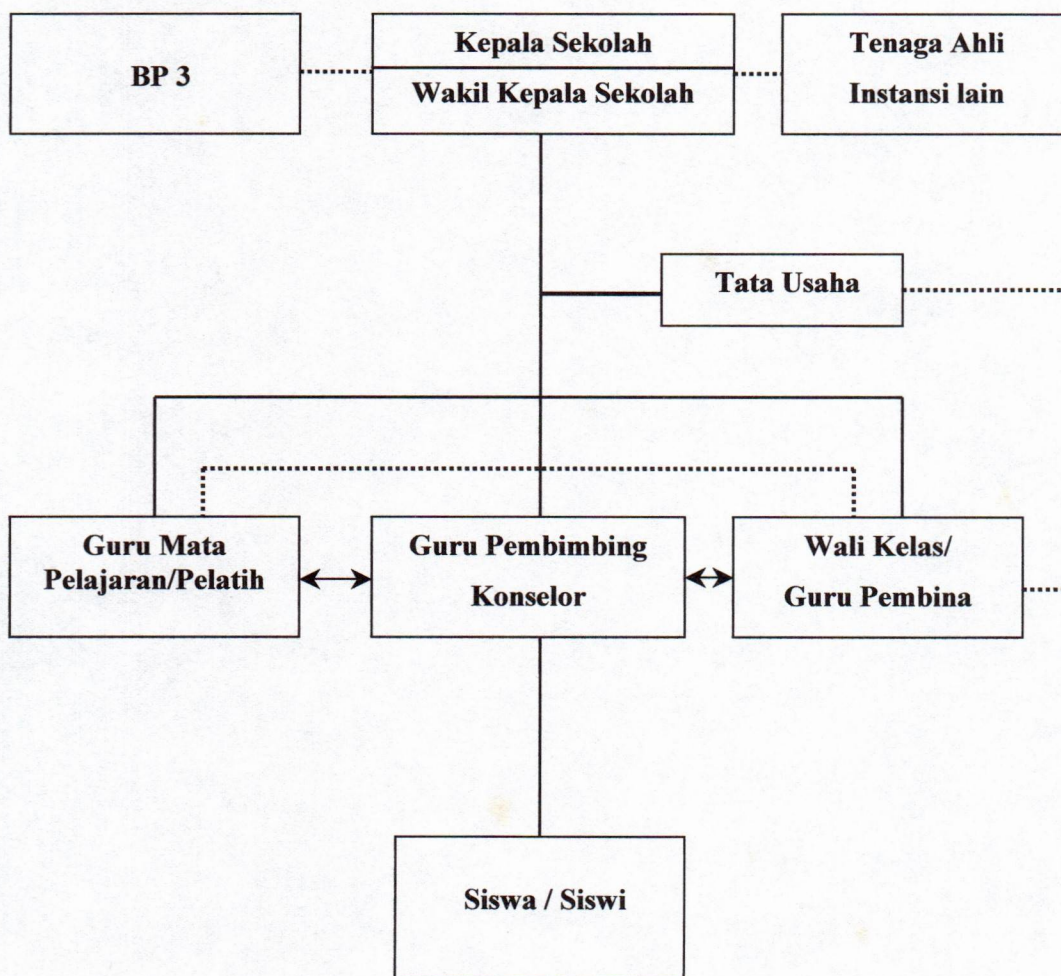 BP 3
Kepala Sekolah
Wakil Kepala Sekolah
Tenaga Ahli
Instansi lain
Tata Usaha
Guru Mata
Pelajaran/Pelatih
Guru Pembimbing
Konselor
Wali Kelas/
Guru Pembina
Siswa / Siswi